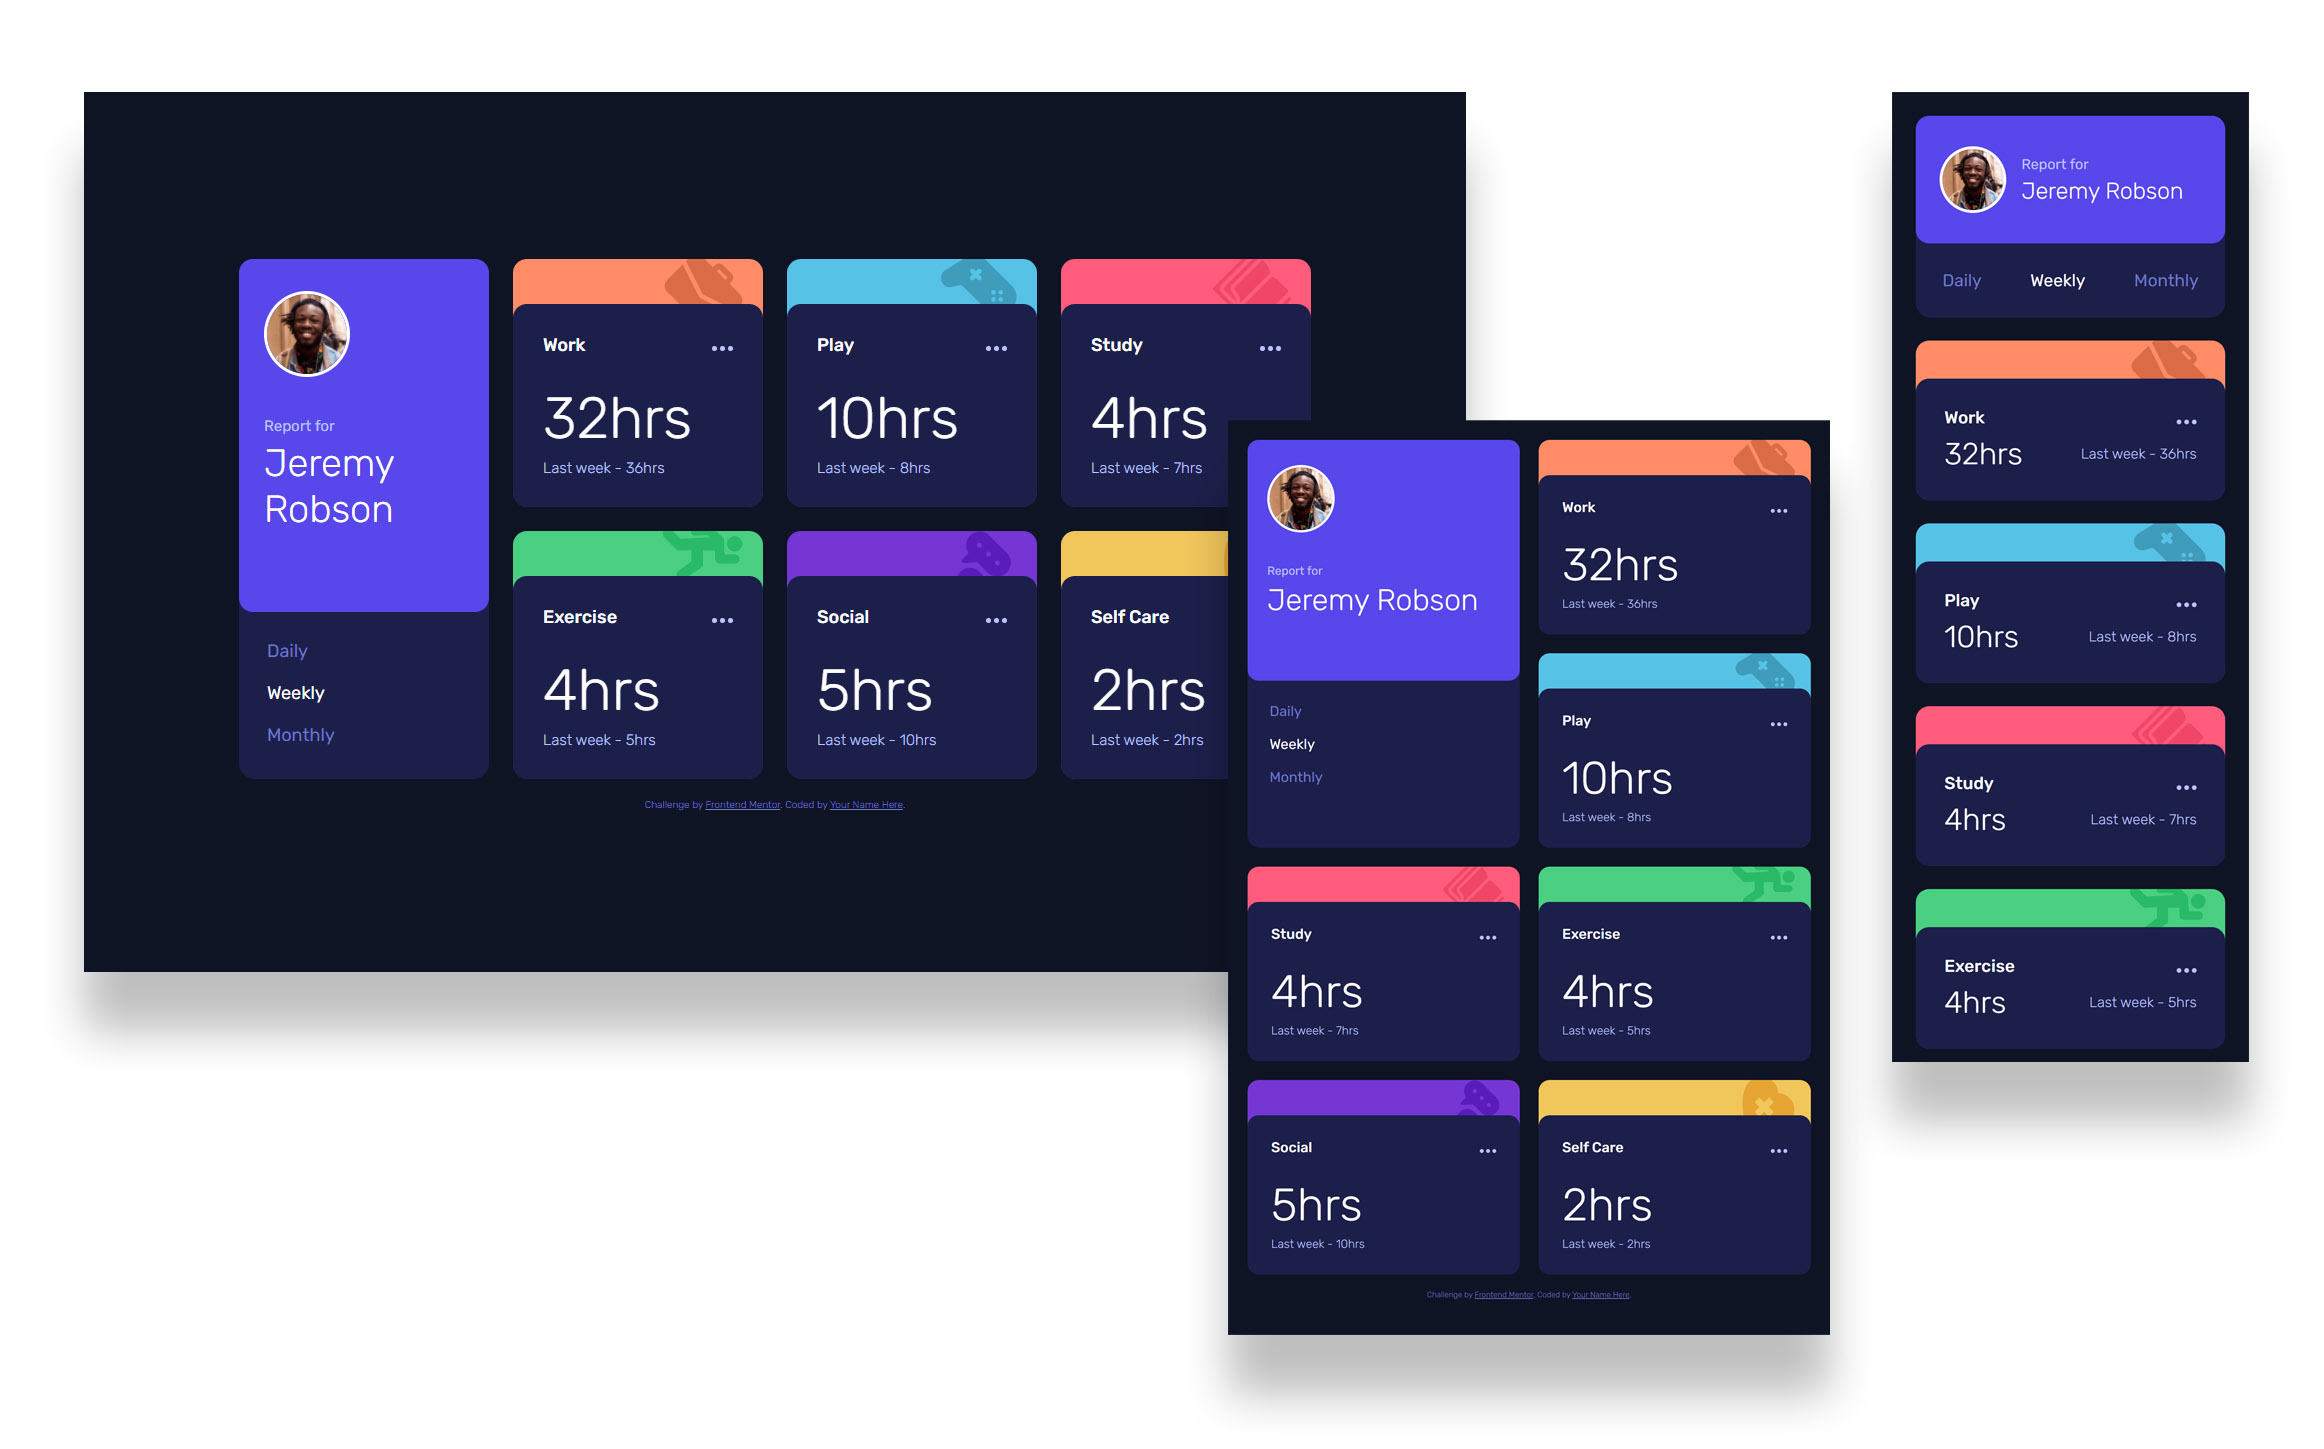 Report for
Jeremy
Robson
Daily
Weekly
Monthly
Work
32hrs
Last week - 36hrs
Play
10hrs
Last week - 8hrs
Study
4hrs
Last week - 7hrs
Exercise
4hrs
Last week - 5hrs
Social
5hrs
Last week - 10hrs
Self Care
2hrs
Last week - 2hrs
Challenge by Frontend Mentor. Coded by Your Name Here.
Report for
Jeremy Robson
Daily
Weekly
Monthly
Work
32hrs
Last week - 36hrs
Play
10hrs
Last week - 8hrs
Study
4hrs
Last week - 7hrs
Exercise
4hrs
Last week - 5hrs
Social
5hrs
Last week - 10hrs
Self Care
2hrs
Last week - 2hrs
Challenge by Frontend Mentor. Coded by Your Name Here.
Report for
Jeremy Robson
Daily Weekly Monthly
Work
32hrs Last week - 36hrs
Play
10hrs Last week - 8hrs
Study
4hrs Last week - 7hrs
Exercise
4hrs Last week - 5hrs